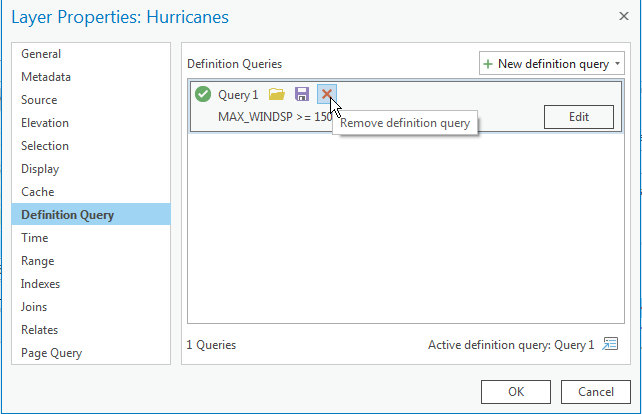 Layer Properties: Hurricanes
General
Metadata
Source
Elevation
Selection
Display
Cache
Definition Query
Time
Range
Indexes
Joins
Relates
Page Query
Definition Queries
New definition query
Query 1
MAX_WINDSP >= 150
Remove definition query
Edit
1 Queries
Active definition query: Query 1
OK
Cancel